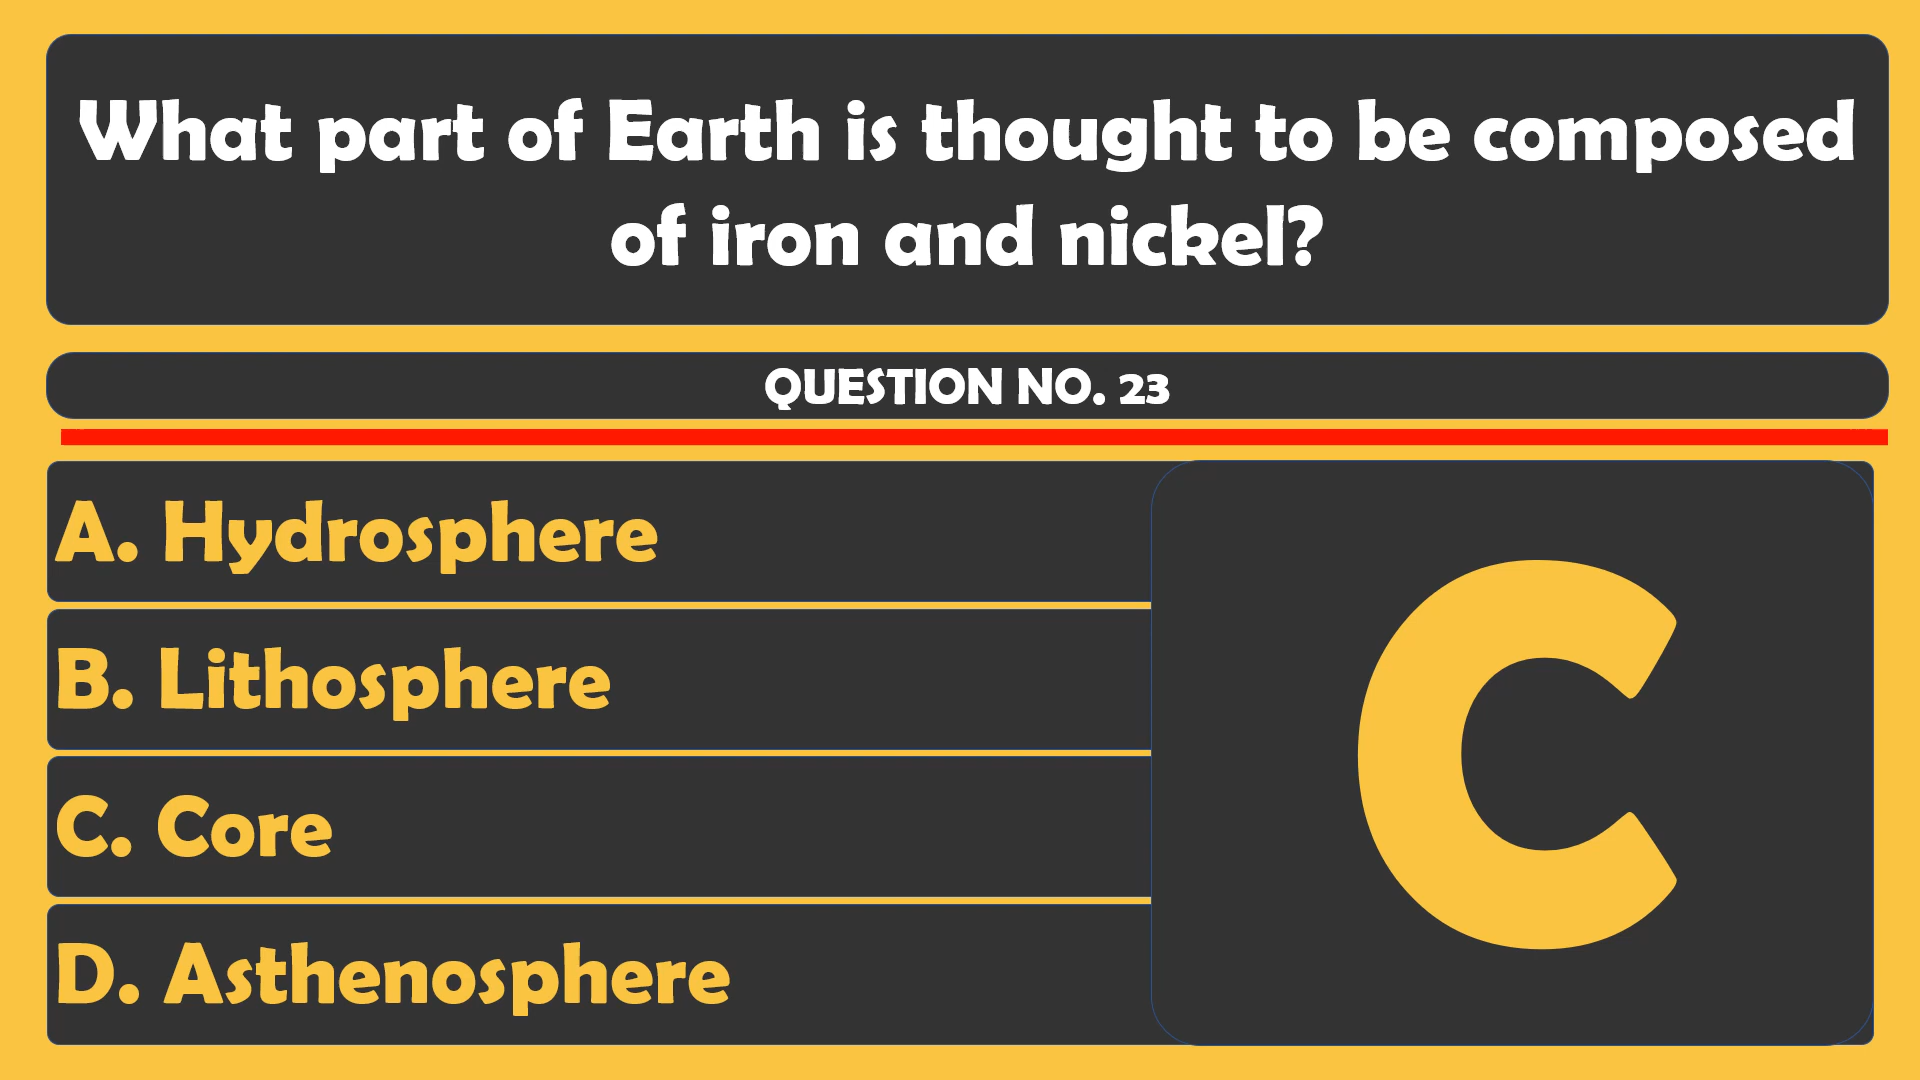 What part of Earth is thought to be composed
of iron and nickel?
QUESTION NO. 23
A. Hydrosphere
B. Lithosphere
C. Core
D. Asthenosphere
C